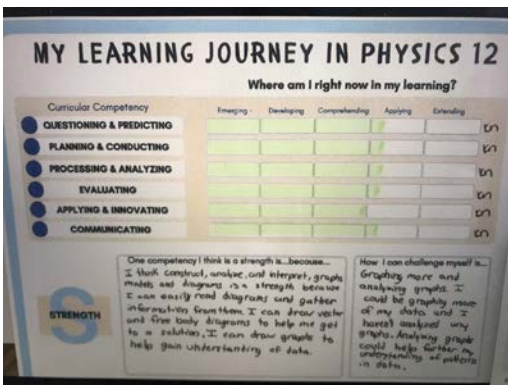 MY LEARNING JOURNEY IN PHYSICS 12
Where am I right now in my learning?
Curricular Competency
Emerging Developing Comprehending Applying Extending
QUESTIONING & PREDICTING
PLANNING & CONDUCTING
PROCESSING & ANALYZING
EVALUATING
APPLYING & INNOVATING
COMMUNICATING
S
STRENGTH
One competency I think is a strength is...because...
I think construct, analyze, and interpret, graphs
models and diagrams is a strength because
I can easily read diagrams and gather
information from them. I can draw vector
and free body diagrams to help me get
to a solution, I can draw graphs to
help gain understanding of data.
How I can challenge myself is...
Graphing more and
analyzing graphs. I
could be graphing more
of my data and I
haven't analyzed why
graphs. Analyzing graphs
could help further my
understanding of patterns
in data.